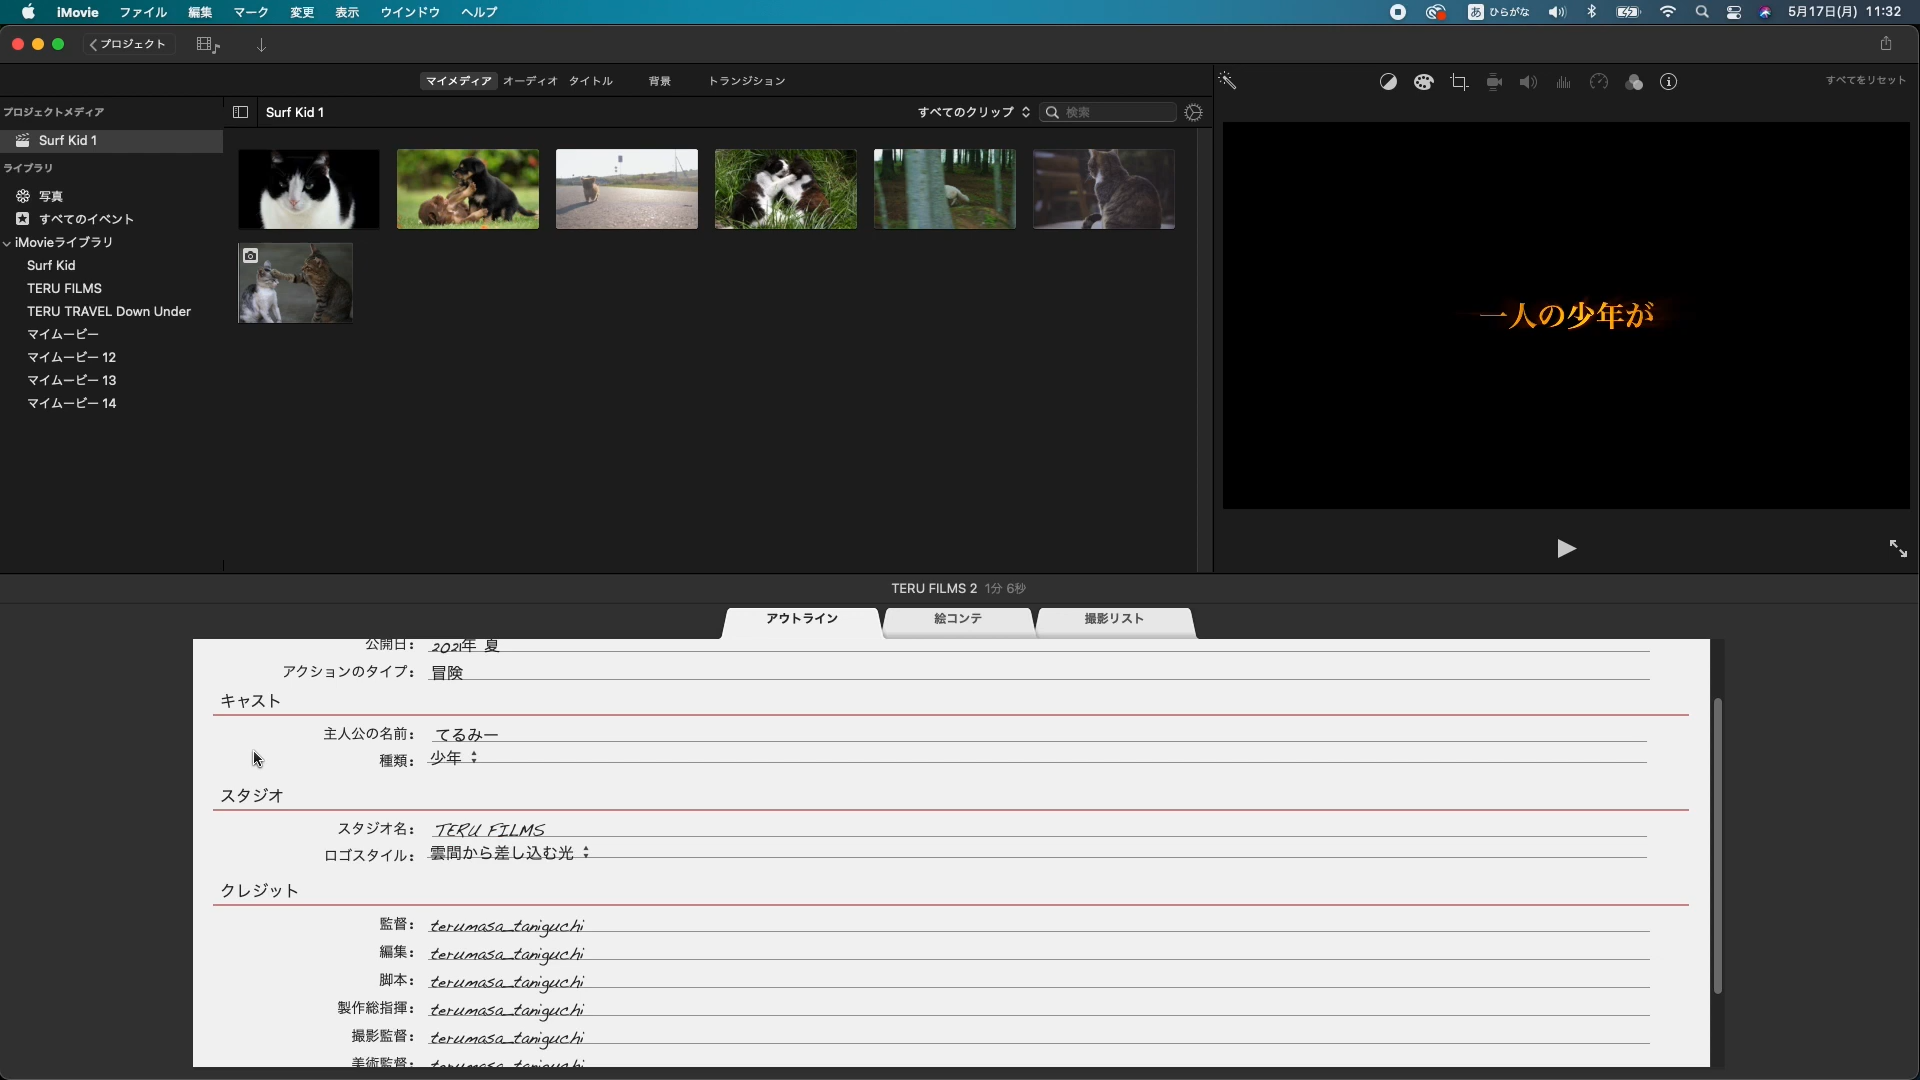 iMovie ファイル 編集 マーク 変更 表示 ウインドウ ヘルプ あ ひらがな 5月17日(月) 11:32
プロジェクト
マイメディア オーディオ タイトル 背景 トランジション
すべてをリセット
プロジェクトメディア
Surf Kid 1 すべてのクリップ 検索
Surf Kid 1
ライブラリ
写真
すべてのイベント
iMovieライブラリ
Surf Kid
TERU FILMS
TERU TRAVEL Down Under
マイムービー
マイムービー 12
マイムービー 13
マイムービー 14
一人の少年が
TERU FILMS 2 1分 6秒
アウトライン 絵コンテ 撮影リスト
公開日： 2021年 夏
アクションのタイプ： 冒険
キャスト
主人公の名前： てるみー
種類： 少年
スタジオ
スタジオ名： TERU FILMS
ロゴスタイル： 雲間から差し込む光
クレジット
監督： terumasa_taniguchi
編集： terumasa_taniguchi
脚本： terumasa_taniguchi
製作総指揮： terumasa_taniguchi
撮影監督： terumasa_taniguchi
美術監督： terumasa_taniguchi